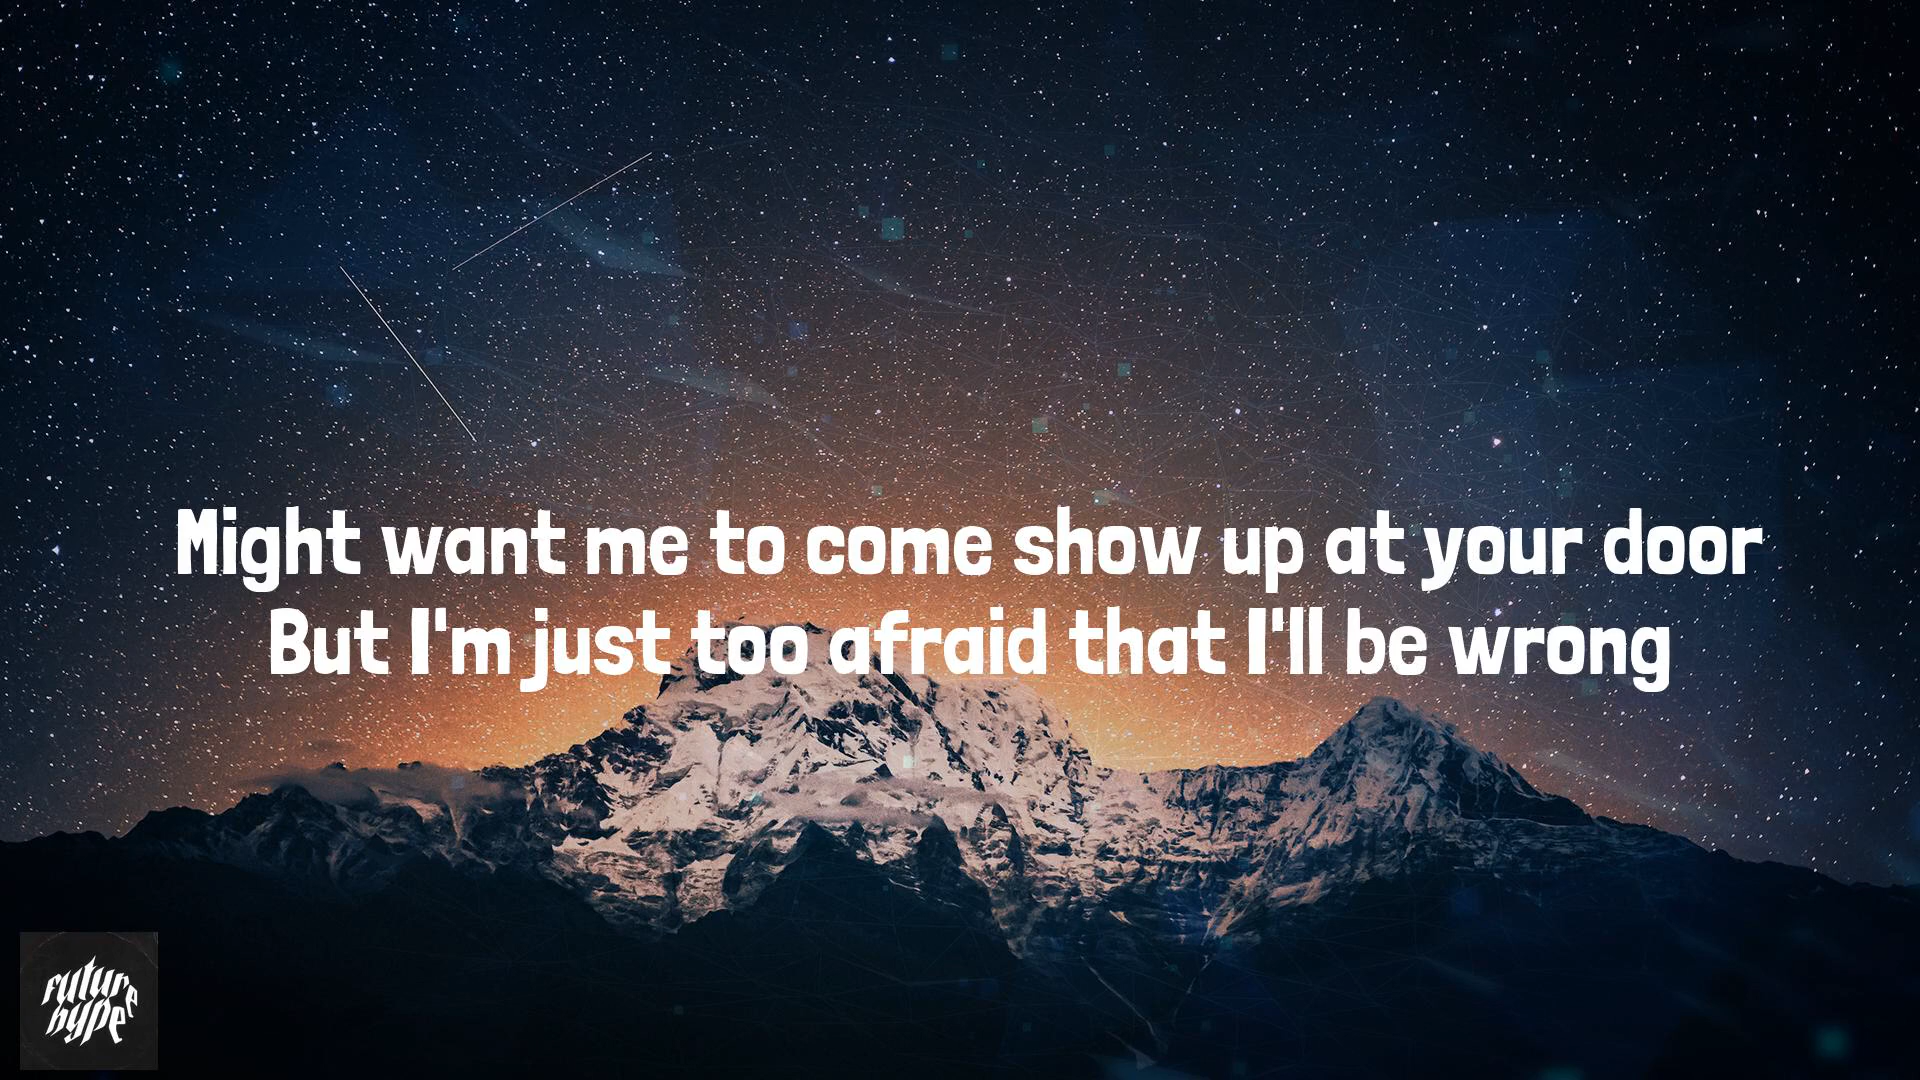 Might want me to come show up at your door
But I'm just too afraid that I'll be wrong
future
hype